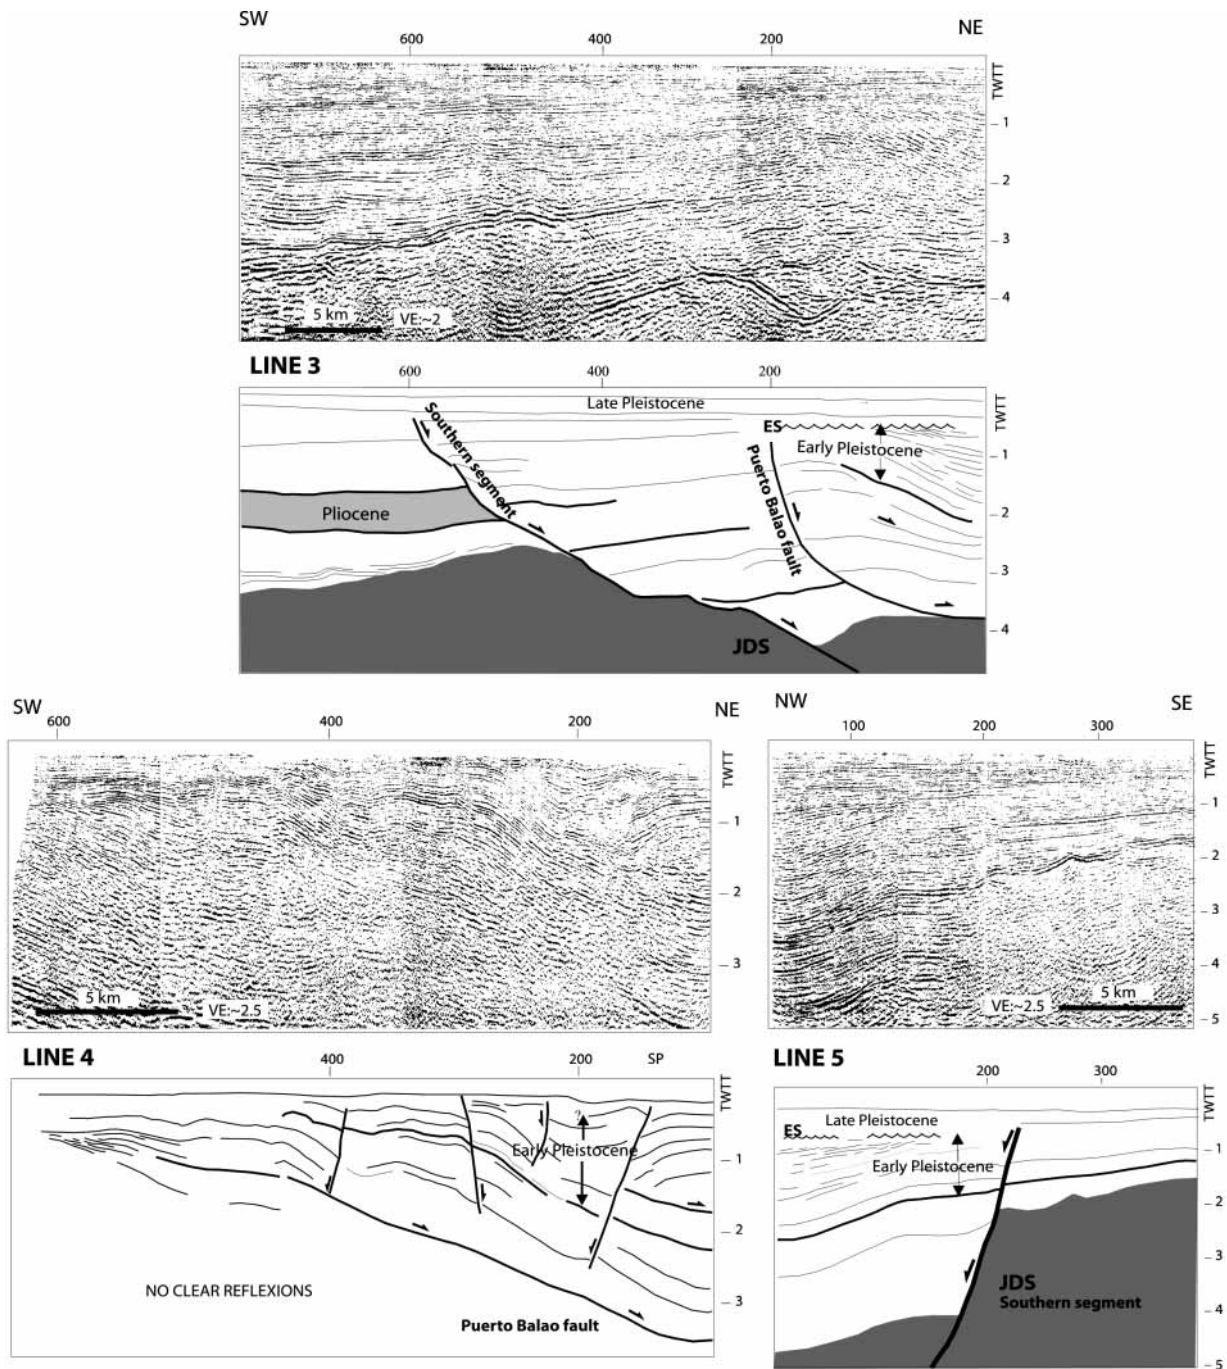 SW
NE
600 400 200
TWTT
1
2
3
4
5 km VE:~2
LINE 3
600 400 200
TWTT
Late Pleistocene
Southern segment
ES
Early Pleistocene
1
Puerto Balao fault
Pliocene
2
3
4
JDS
SW
NE
600 400 200
TWTT
1
2
3
5 km VE:~2.5
NW
SE
100 200 300
TWTT
1
2
3
4
5
VE:~2.5 5 km
LINE 4
400 200 SP
TWTT
?
Early Pleistocene
1
2
3
NO CLEAR REFLEXIONS
Puerto Balao fault
LINE 5
200 300
TWTT
Late Pleistocene
ES
Early Pleistocene
1
2
3
4
5
JDS
Southern segment